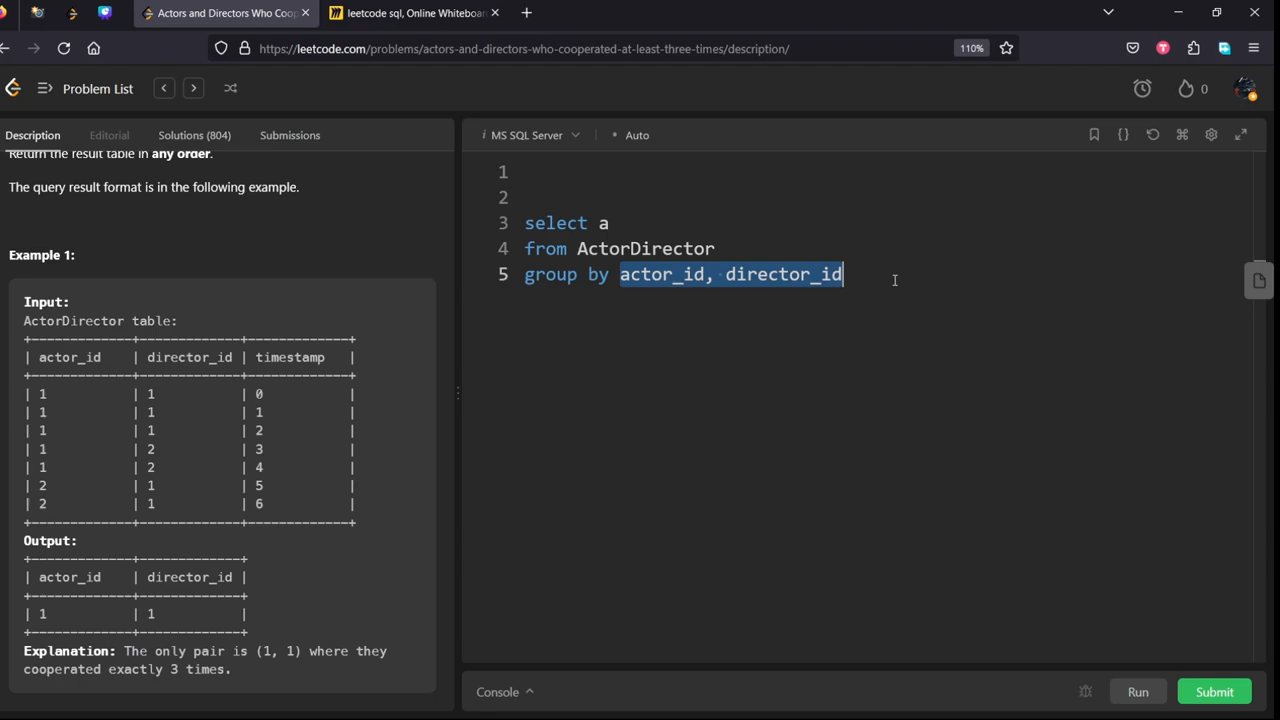 Actors and Directors Who Coop
leetcode sql, Online Whiteboard
https://leetcode.com/problems/actors-and-directors-who-cooperated-at-least-three-times/description/
110%
Problem List
0
Description
Editorial
Solutions (804)
Submissions
Return the result table in any order.
The query result format is in the following example.
Example 1:
Input:
ActorDirector table:
+-------------+-------------+-------------+
| actor_id    | director_id | timestamp   |
+-------------+-------------+-------------+
| 1           | 1           | 0           |
| 1           | 1           | 1           |
| 1           | 1           | 2           |
| 1           | 2           | 3           |
| 1           | 2           | 4           |
| 2           | 1           | 5           |
| 2           | 1           | 6           |
+-------------+-------------+-------------+
Output:
+-------------+-------------+
| actor_id    | director_id |
+-------------+-------------+
| 1           | 1           |
+-------------+-------------+
Explanation: The only pair is (1, 1) where they
cooperated exactly 3 times.
MS SQL Server
Auto
1
2
3 select a
4 from ActorDirector
5 group by actor_id, director_id
Console
Run
Submit